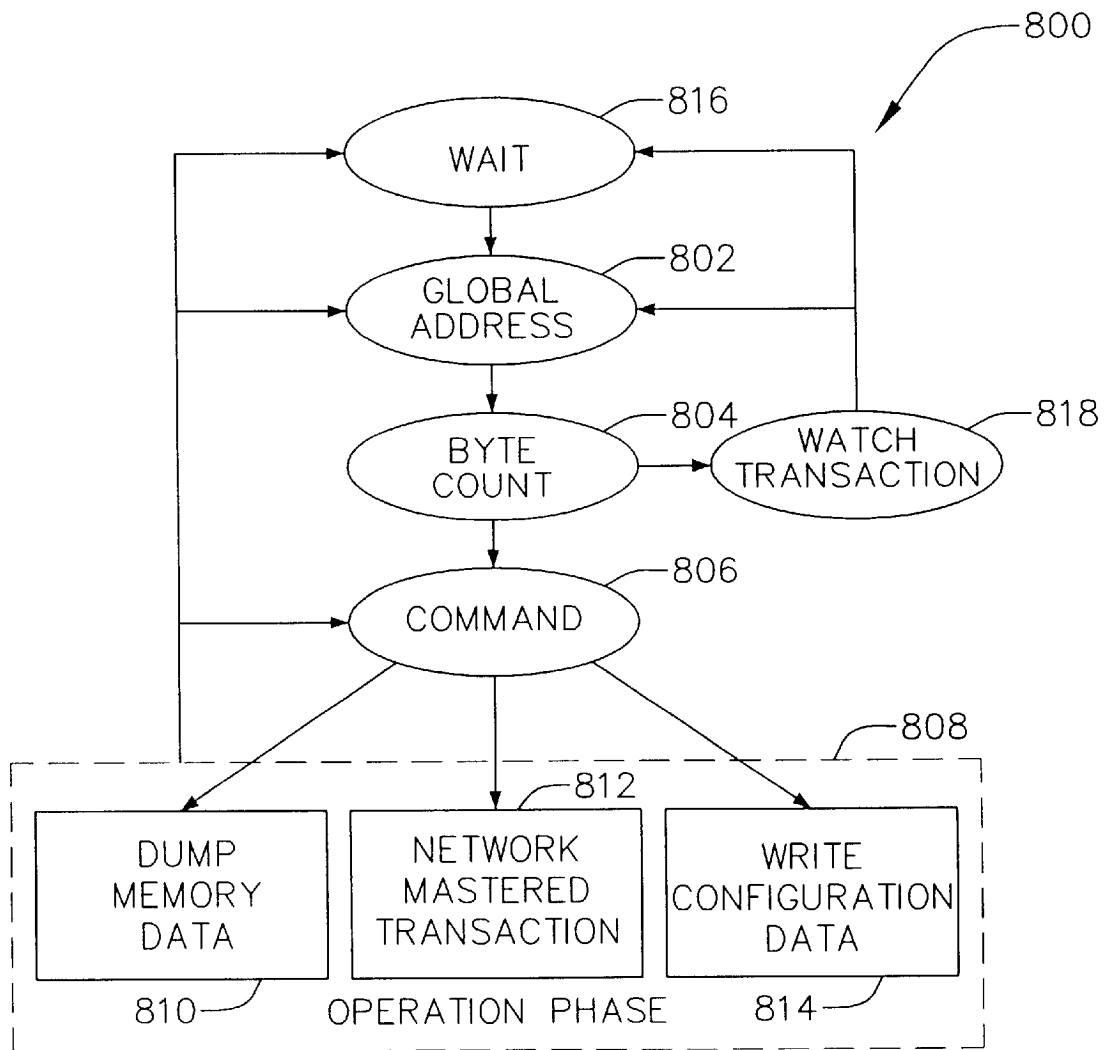 800
816
WAIT
802
GLOBAL
ADDRESS
804
BYTE
COUNT
818
WATCH
TRANSACTION
806
COMMAND
808
812
DUMP
MEMORY
DATA
NETWORK
MASTERED
TRANSACTION
WRITE
CONFIGURATION
DATA
810
OPERATION PHASE
814